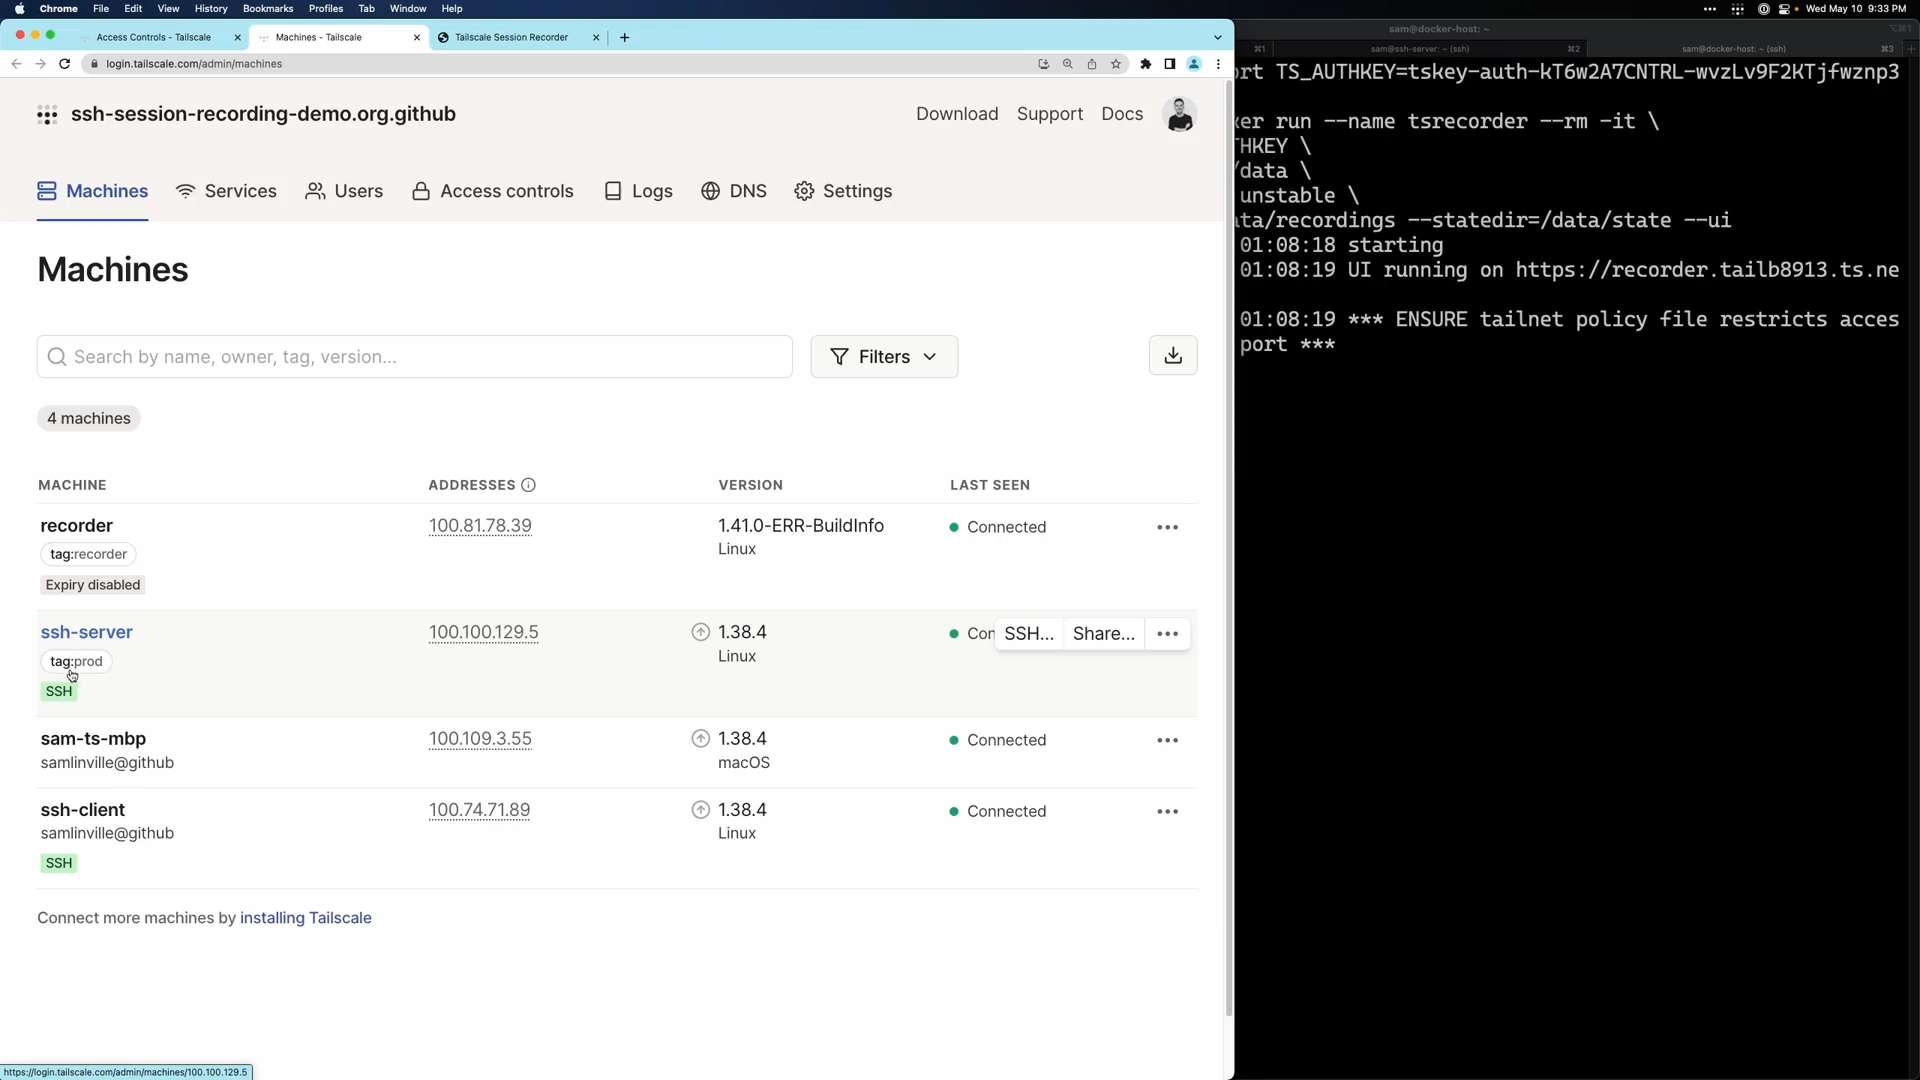 Chrome File Edit View History Bookmarks Profiles Tab Window Help
Wed May 10 9:33 PM
Access Controls - Tailscale
Machines - Tailscale
Tailscale Session Recorder
login.tailscale.com/admin/machines
ssh-session-recording-demo.org.github
Download Support Docs
Machines Services Users Access controls Logs DNS Settings
Machines
Search by name, owner, tag, version...
Filters
4 machines
MACHINE ADDRESSES VERSION LAST SEEN
recorder 100.81.78.39 1.41.0-ERR-BuildInfo Connected
tag:recorder Linux
Expiry disabled
ssh-server 100.100.129.5 1.38.4 Con SSH... Share...
tag:prod Linux
SSH
sam-ts-mbp 100.109.3.55 1.38.4 Connected
samlinville@github macOS
ssh-client 100.74.71.89 1.38.4 Connected
samlinville@github Linux
SSH
Connect more machines by installing Tailscale
https://login.tailscale.com/admin/machines/100.100.129.5
sam@docker-host: ~
⌥⌘1
⌘1 sam@ssh-server: ~ (ssh) ⌘2 sam@docker-host: ~ (ssh) ⌘3
ort TS_AUTHKEY=tskey-auth-kT6w2A7CNTRL-wvzLv9F2KTjfwznp3
ker run --name tsrecorder --rm -it \
THKEY \
/data \
unstable \
ata/recordings --statedir=/data/state --ui
01:08:18 starting
01:08:19 UI running on https://recorder.tailb8913.ts.ne
01:08:19 *** ENSURE tailnet policy file restricts acces
port ***